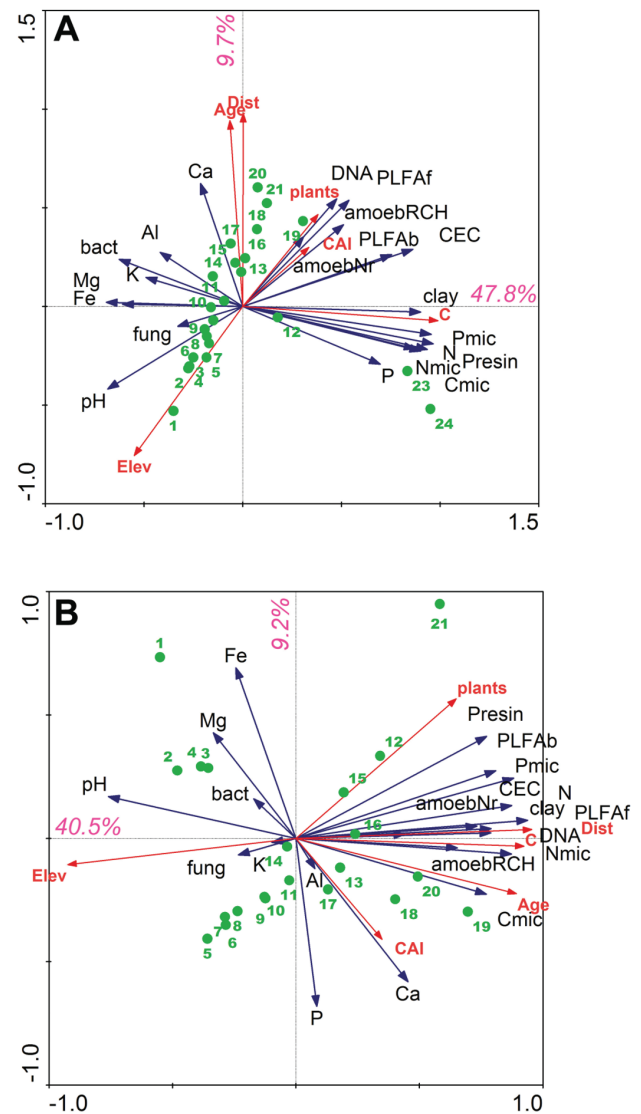 1.5
A
9.7%
Dist
Age
Ca
20
21
plants
DNA
PLFAf
amoebRCH
18
19
17
Al
16
15
CAI
PLFAb
CEC
bact
14
13
amoebNr
K
Mg
Fe
11
47.8%
10
clay
C
fung
9
12
Pmic
N
Presin
8
6
7
P
Nmic
Cmic
2
3
5
4
23
pH
1
24
Elev
-1.0
-1.0
1.5
1.0
B
9.2%
21
1
Fe
plants
Presin
Mg
PLFAb
12
2
4
3
Pmic
pH
bact
15
CEC
N
amoebNr
clay
PLFAf
40.5%
16
Dist
C
DNA
Nmic
Elev
fung
K
14
Al
13
amoebRCH
11
20
17
9
10
18
19
Age
Cmic
7
8
5
6
CAI
Ca
P
-1.0
-1.0
1.0